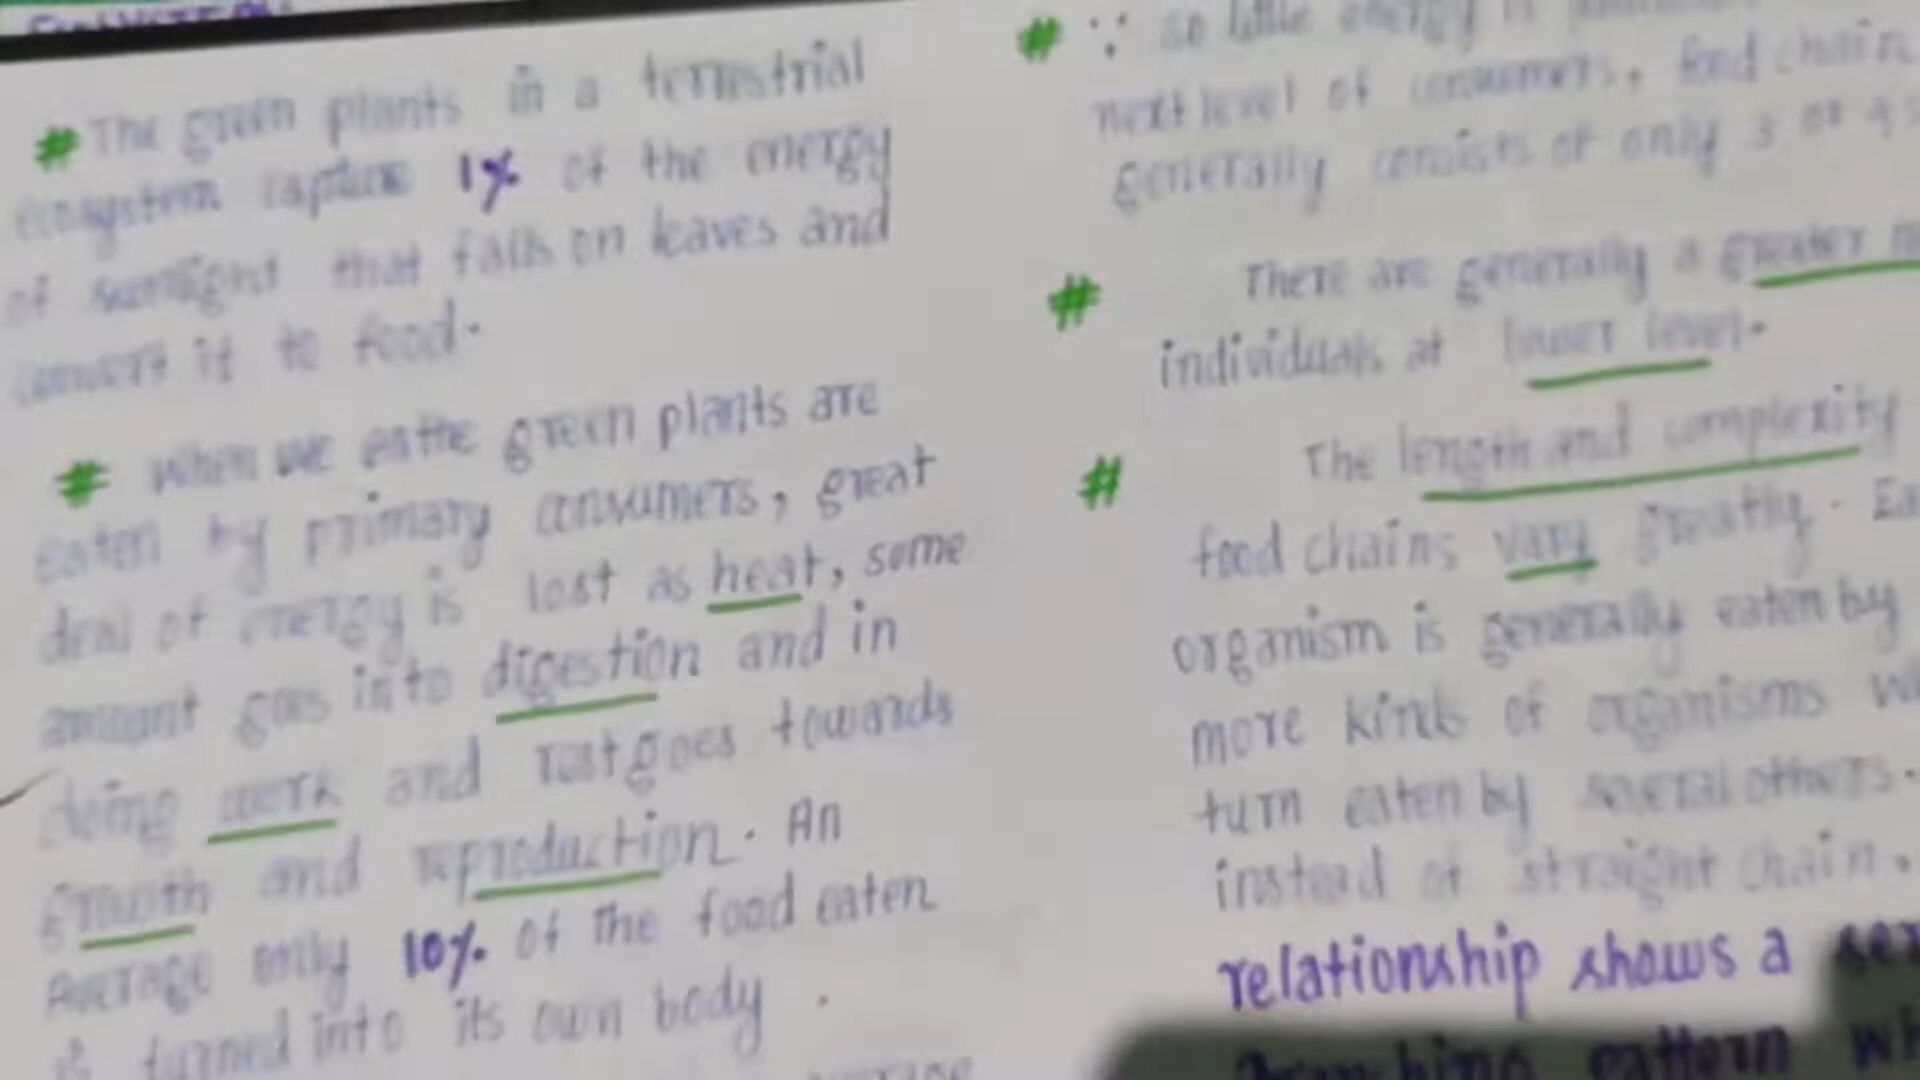 # The green plants in a terrestrial
ecosystem capture 1% of the energy
of sunlight that falls on leaves and
convert it to food.
# When we eathe green plants are
eaten by primary consumers, great
deal of energy is lost as heat, some
amount goes into digestion and in
doing work and rest goes towards
growth and reproduction. An
Average only 10% of the food eaten
is turned into its own body.
# ∵ so little energy is
next level of consumers, food chain
generally consists of only 3 or 4
# There are generally a greater
individuals at lower level.
# The length and complexity
food chains vary greatly.
organism is generally eaten by
more kinds of organisms
turn eaten by several others.
instead of straight chain,
relationship shows a
branching pattern